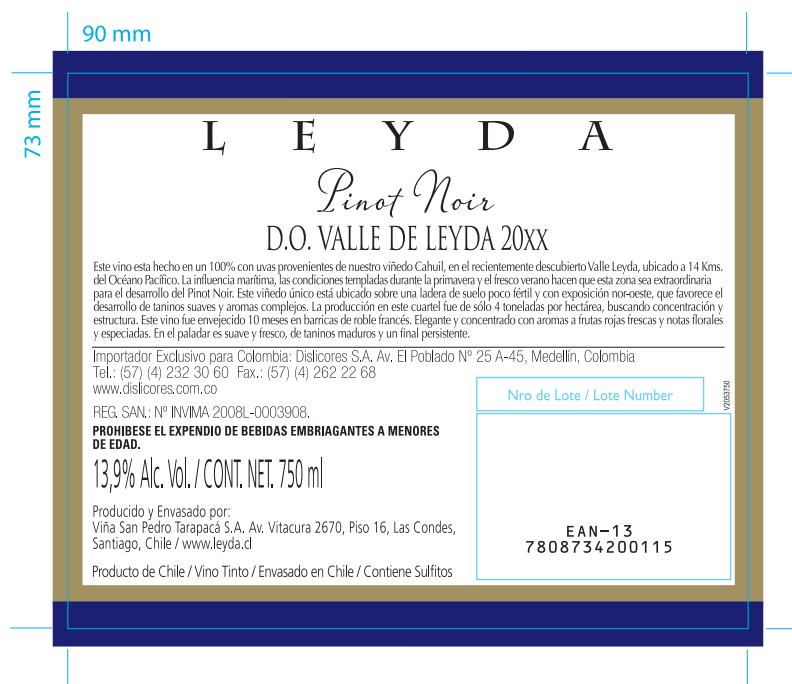 90 mm
73 mm
LEYDA
Pinot Noir
D.O. VALLE DE LEYDA 20XX
Este vino esta hecho en un 100% con uvas provenientes de nuestro viñedo Cahuil, en el recientemente descubierto Valle Leyda, ubicado a 14 Kms.
del Océano Pacífico. La influencia marítima, las condiciones templadas durante la primavera y el fresco verano hacen que esta zona sea extraordinaria
para el desarrollo del Pinot Noir. Este viñedo único está ubicado sobre una ladera de suelo poco fértil y con exposición nor-oeste, que favorece el
desarrollo de taninos suaves y aromas complejos. La producción en este cuartel fue de sólo 4 toneladas por hectárea, buscando concentración y
estructura. Este vino fue envejecido 10 meses en barricas de roble francés. Elegante y concentrado con aromas a frutas rojas frescas y notas florales
y especiadas. En el paladar es suave y fresco, de taninos maduros y un final persistente.
Importador Exclusivo para Colombia: Dislicores S.A. Av. El Poblado Nº 25 A-45, Medellín, Colombia
Tel.: (57) (4) 232 30 60 Fax.: (57) (4) 262 22 68
www.dislicores.com.co
REG. SAN.: Nº INVIMA 2008L-0003908.
PROHIBESE EL EXPENDIO DE BEBIDAS EMBRIAGANTES A MENORES
DE EDAD.
13,9% Alc. Vol. / CONT. NET. 750 ml
Producido y Envasado por:
Viña San Pedro Tarapacá S.A. Av. Vitacura 2670, Piso 16, Las Condes,
Santiago, Chile / www.leyda.cl
Producto de Chile / Vino Tinto / Envasado en Chile / Contiene Sulfitos
Nro de Lote / Lote Number
V2053750
EAN-13
7808734200115